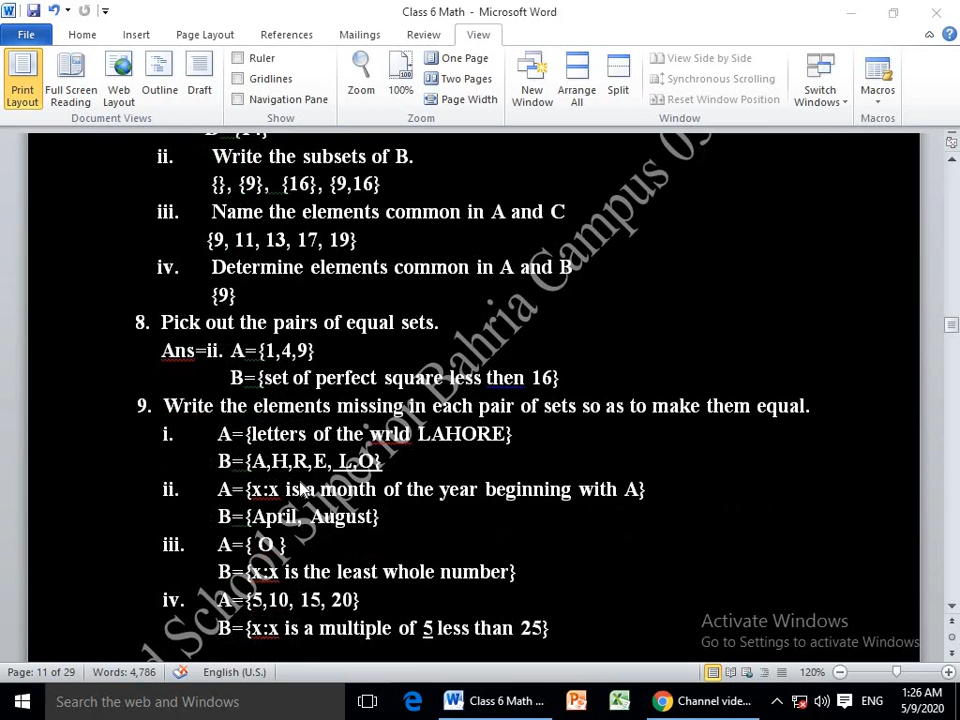 Class 6 Math - Microsoft Word
File Home Insert Page Layout References Mailings Review View
Print Layout
Full Screen Reading
Web Layout
Outline
Draft
Document Views
Ruler
Gridlines
Navigation Pane
Show
Zoom
100%
One Page
Two Pages
Page Width
Zoom
New Window
Arrange All
Split
View Side by Side
Synchronous Scrolling
Reset Window Position
Window
Switch Windows
Macros
Macros
ii. Write the subsets of B.
{}, {9}, {16}, {9,16}
iii. Name the elements common in A and C
{9, 11, 13, 17, 19}
iv. Determine elements common in A and B
{9}
8. Pick out the pairs of equal sets.
Ans=ii. A={1,4,9}
B={set of perfect square less then 16}
9. Write the elements missing in each pair of sets so as to make them equal.
i. A={letters of the wrld LAHORE}
B={A,H,R,E, L,O}
ii. A={x:x is a month of the year beginning with A}
B={April, August}
iii. A={ O }
B={x:x is the least whole number}
iv. A={5,10, 15, 20}
B={x:x is a multiple of 5 less than 25}
School Superior Bahria Campus
Activate Windows
Go to Settings to activate Windows.
Page: 11 of 29 Words: 4,786 English (U.S.) 120%
Search the web and Windows
Class 6 Math ...
Channel vide...
ENG
1:26 AM
5/9/2020